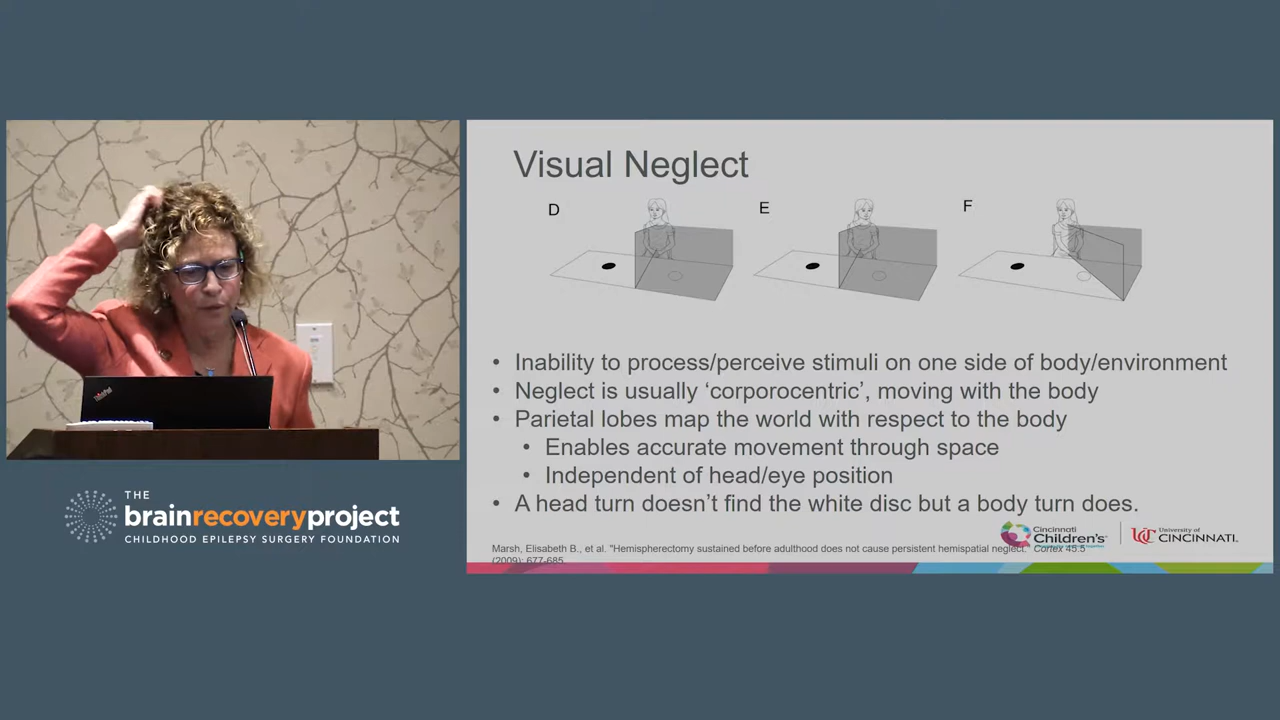 Visual Neglect
D
E
F
• Inability to process/perceive stimuli on one side of body/environment
• Neglect is usually ‘corporocentric’, moving with the body
• Parietal lobes map the world with respect to the body
• Enables accurate movement through space
• Independent of head/eye position
• A head turn doesn’t find the white disc but a body turn does.
Cincinnati
Children's
University of
CINCINNATI.
Marsh, Elisabeth B., et al. "Hemispherectomy sustained before adulthood does not cause persistent hemispatial neglect." Cortex 45.5
(2009): 677-685.
ThinkPad
THE
brainrecoveryproject
CHILDHOOD EPILEPSY SURGERY FOUNDATION